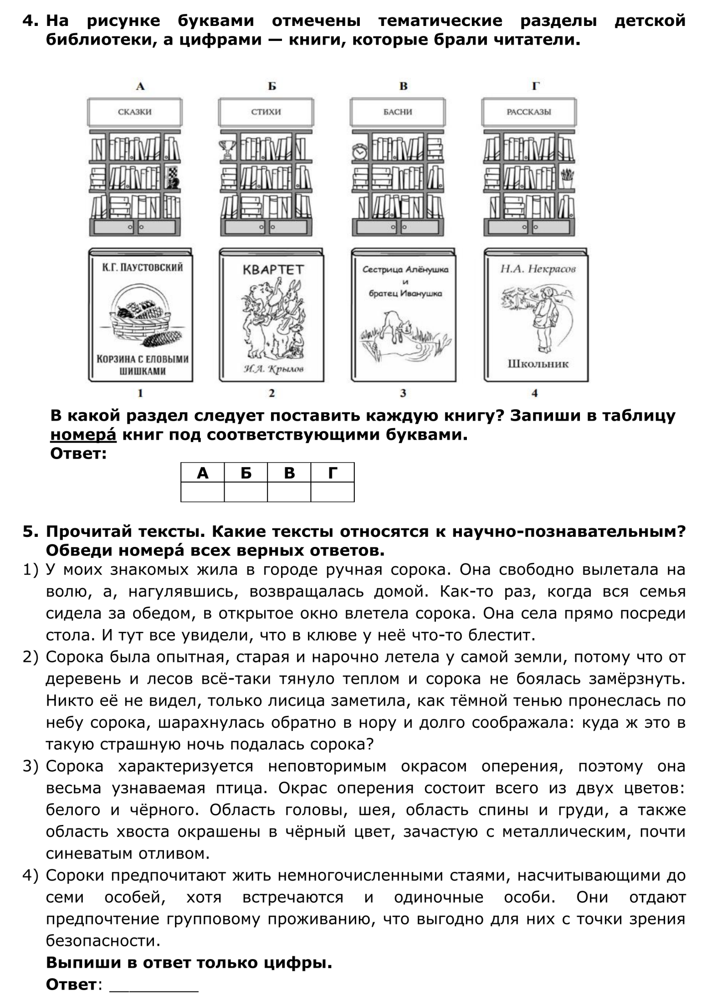 4. На рисунке буквами отмечены тематические разделы детской
библиотеки, а цифрами — книги, которые брали читатели.
А Б В Г
СКАЗКИ СТИХИ БАСНИ РАССКАЗЫ
К.Г. ПАУСТОВСКИЙ
КОРЗИНА С ЕЛОВЫМИ
ШИШКАМИ
КВАРТЕТ
И.А. Крылов
Сестрица Алёнушка
и
братец Иванушка
Н.А. Некрасов
Школьник
1 2 3 4
В какой раздел следует поставить каждую книгу? Запиши в таблицу
номера́ книг под соответствующими буквами.
Ответ:
А Б В Г
5. Прочитай тексты. Какие тексты относятся к научно-познавательным?
Обведи номера́ всех верных ответов.
1) У моих знакомых жила в городе ручная сорока. Она свободно вылетала на
волю, а, нагулявшись, возвращалась домой. Как-то раз, когда вся семья
сидела за обедом, в открытое окно влетела сорока. Она села прямо посреди
стола. И тут все увидели, что в клюве у неё что-то блестит.
2) Сорока была опытная, старая и нарочно летела у самой земли, потому что от
деревень и лесов всё-таки тянуло теплом и сорока не боялась замёрзнуть.
Никто её не видел, только лисица заметила, как тёмной тенью пронеслась по
небу сорока, шарахнулась обратно в нору и долго соображала: куда ж это в
такую страшную ночь подалась сорока?
3) Сорока характеризуется неповторимым окрасом оперения, поэтому она
весьма узнаваемая птица. Окрас оперения состоит всего из двух цветов:
белого и чёрного. Область головы, шея, область спины и груди, а также
область хвоста окрашены в чёрный цвет, зачастую с металлическим, почти
синеватым отливом.
4) Сороки предпочитают жить немногочисленными стаями, насчитывающими до
семи особей, хотя встречаются и одиночные особи. Они отдают
предпочтение групповому проживанию, что выгодно для них с точки зрения
безопасности.
Выпиши в ответ только цифры.
Ответ: ___________